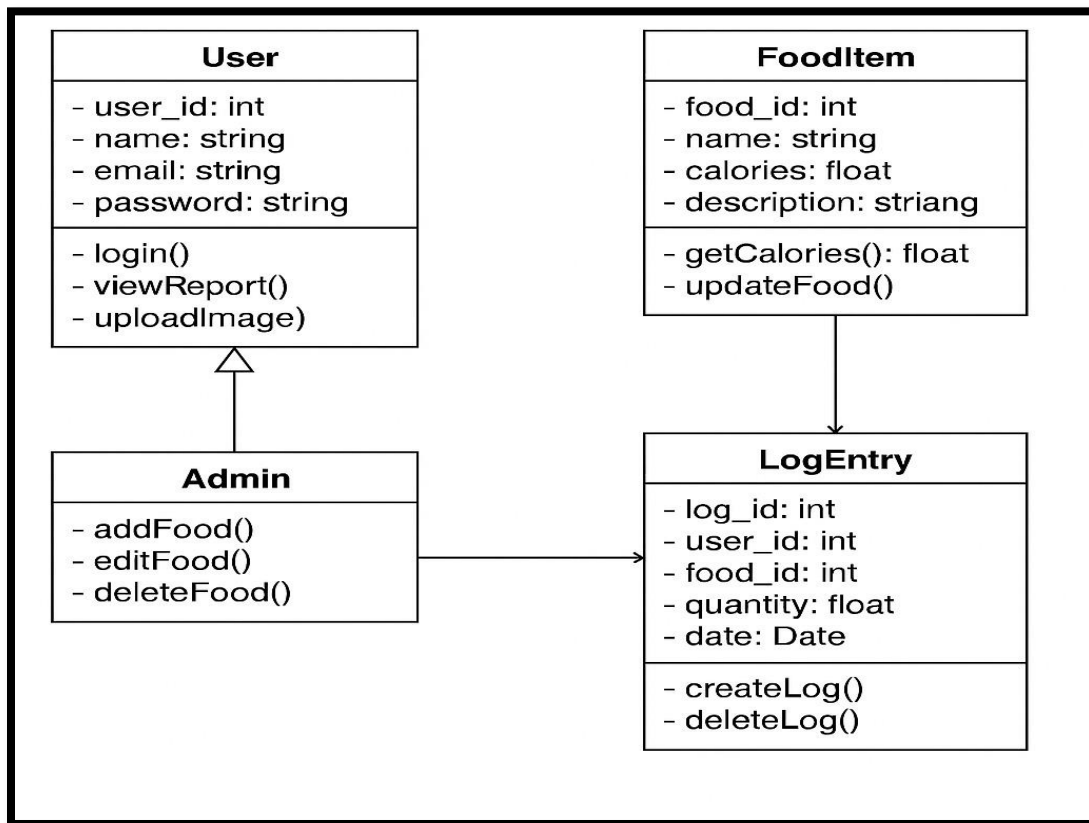 User
- user_id: int
- name: string
- email: string
- password: string
- login()
- viewReport()
- uploadImage)
FoodItem
- food_id: int
- name: string
- calories: float
- description: striang
- getCalories(): float
- updateFood()
Admin
- addFood()
- editFood()
- deleteFood()
LogEntry
- log_id: int
- user_id: int
- food_id: int
- quantity: float
- date: Date
- createLog()
- deleteLog()